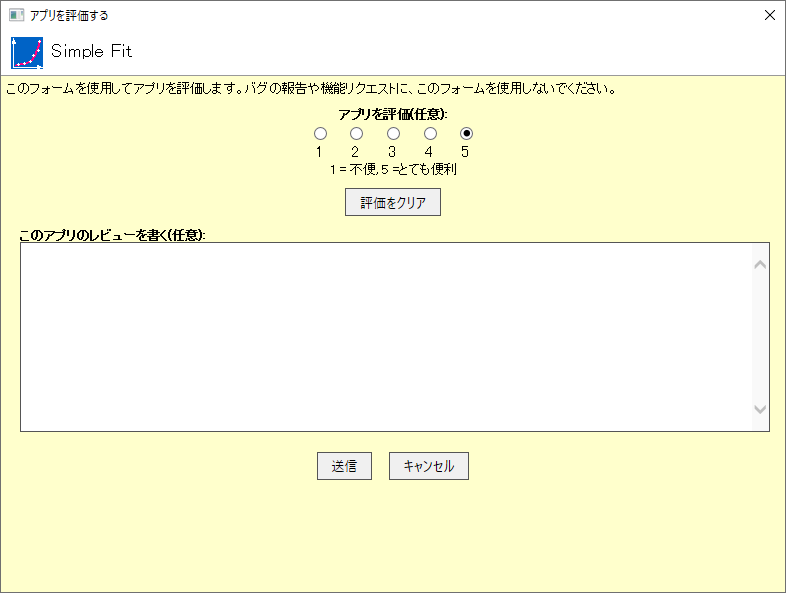 アプリを評価する
Simple Fit
このフォームを使用してアプリを評価します。バグの報告や機能リクエストに、このフォームを使用しないでください。
アプリを評価(任意):
1 2 3 4 5
1 = 不便, 5 =とても便利
評価をクリア
このアプリのレビューを書く(任意):
送信 キャンセル